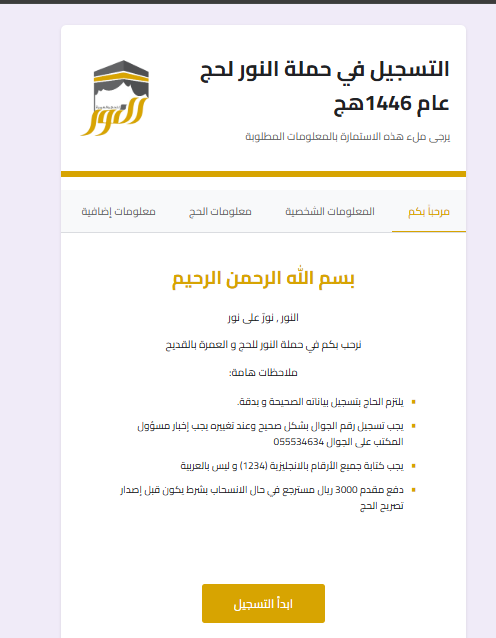 التسجيل في حملة النور لحج
عام 1446هج
يرجى ملء هذه الاستمارة بالمعلومات المطلوبة
النور
مرحباً بكم
المعلومات الشخصية
معلومات الحج
معلومات إضافية
بسم الله الرحمن الرحيم
النور , نورٌ على نور
نرحب بكم في حملة النور للحج و العمرة بالقديح
ملاحظات هامة:
يلتزم الحاج بتسجيل بياناته الصحيحة و بدقة.
يجب تسجيل رقم الجوال بشكل صحيح وعند تغييره يجب إخبار مسؤول
المكتب على الجوال 055534634
يجب كتابة جميع الأرقام بالانجليزية (1234) و ليس بالعربية
دفع مقدم 3000 ريال مسترجع في حال الانسحاب بشرط يكون قبل إصدار
تصريح الحج
ابدأ التسجيل